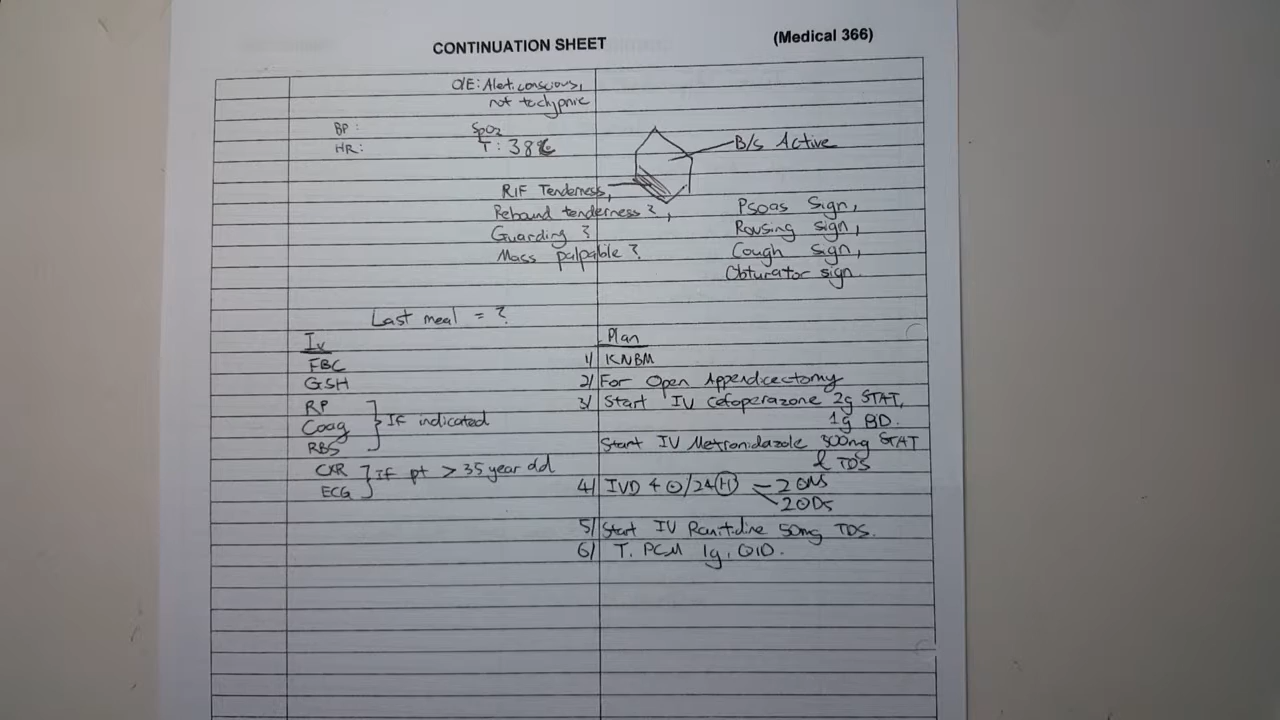 CONTINUATION SHEET
(Medical 366)
O/E: Alert, conscious,
not tachypnic
BP:
SpO2
HR:
T: 38°C
B/s Active
RIF Tenderness,
Rebound tenderness?,
Guarding?
Mass palpable?
Psoas Sign,
Rovsing sign,
Cough sign,
Obturator sign.
Last meal = ?
Ix
FBC
GSH
RP
Coag
RBS
If indicated
CXR
ECG
If pt > 35 year old
Plan
1/ KNBM
2/ For Open Appendicectomy
3/ Start IV Cefoperazone 2g STAT,
1g BD.
Start IV Metronidazole 500mg STAT
& TDS
4/ IVD 4⊙/24Ⓗ
2⊙NS
2⊙D5
5/ Start IV Ranitidine 50mg TDS.
6/ T. PCM 1g, QID.